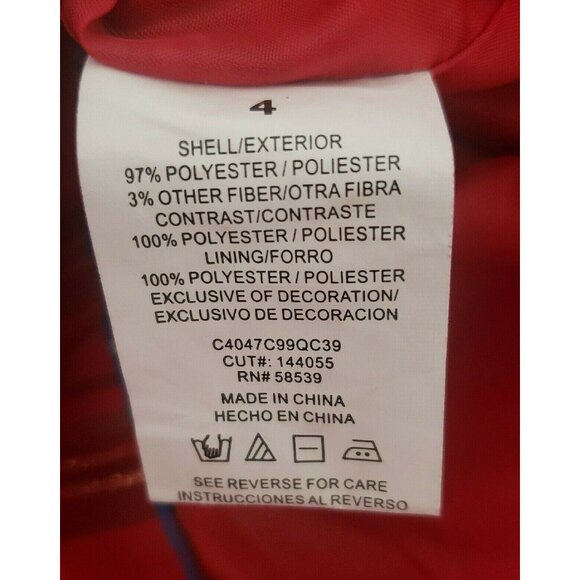 4
SHELL/EXTERIOR
97% POLYESTER / POLIESTER
3% OTHER FIBER/OTRA FIBRA
CONTRAST/CONTRASTE
100% POLYESTER / POLIESTER
LINING/FORRO
100% POLYESTER / POLIESTER
EXCLUSIVE OF DECORATION/
EXCLUSIVO DE DECORACION
C4047C99QC39
CUT#: 144055
RN# 58539
MADE IN CHINA
HECHO EN CHINA
SEE REVERSE FOR CARE
INSTRUCCIONES AL REVERSO